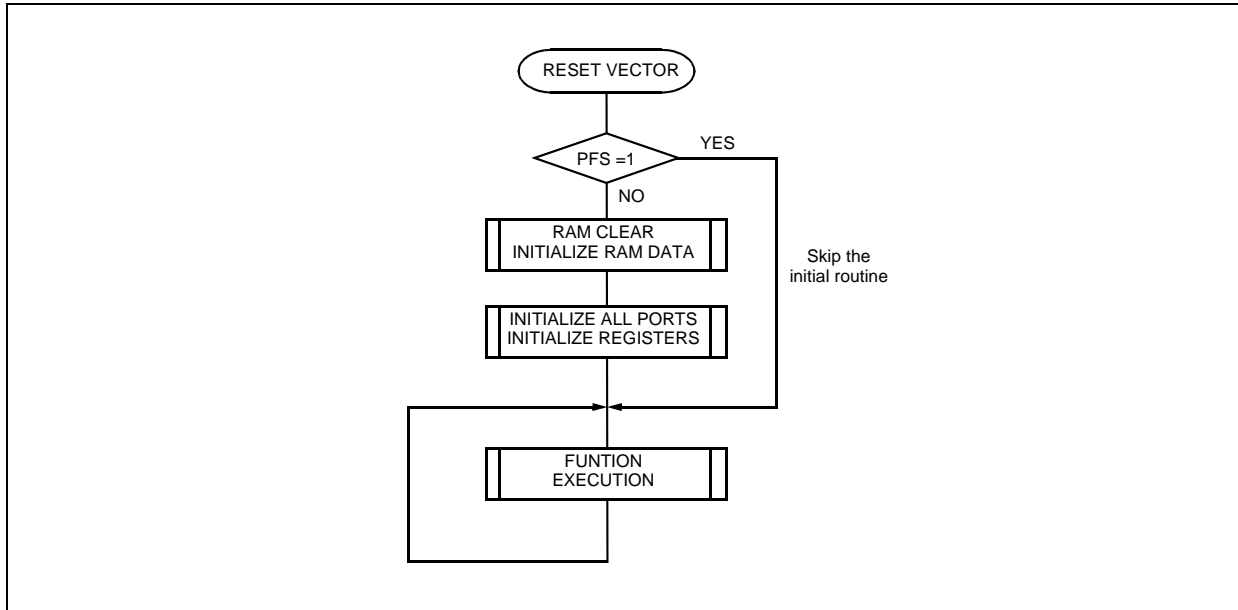 RESET VECTOR
PFS =1
YES
NO
RAM CLEAR
INITIALIZE RAM DATA
Skip the
initial routine
INITIALIZE ALL PORTS
INITIALIZE REGISTERS
FUNTION
EXECUTION